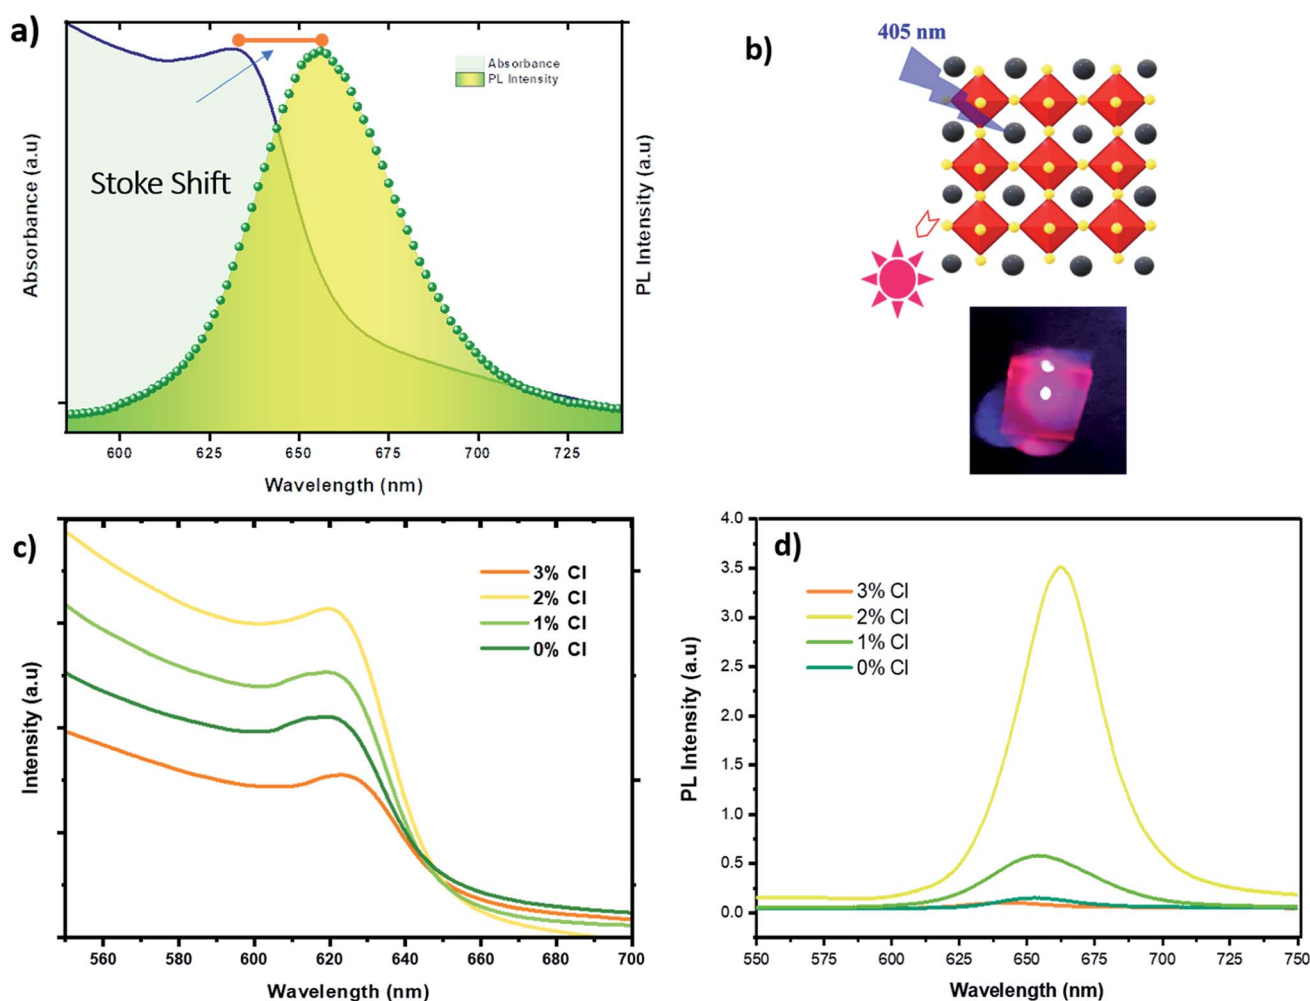 a)
Absorbance
PL Intensity
Stoke Shift
Absorbance (a.u)
PL Intensity (a.u)
600 625 650 675 700 725
Wavelength (nm)
b)
405 nm
c)
3% Cl
2% Cl
1% Cl
0% Cl
Intensity (a.u)
560 580 600 620 640 660 680 700
Wavelength (nm)
d)
4.0
3.5
3.0
2.5
2.0
1.5
1.0
0.5
0.0
3% Cl
2% Cl
1% Cl
0% Cl
PL Intensity (a.u)
550 575 600 625 650 675 700 725 750
Wavelength (nm)